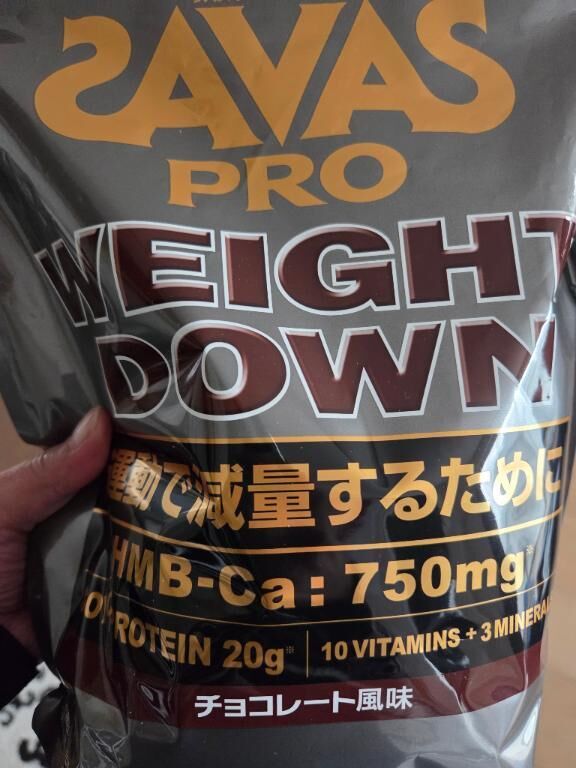 SAVAS
PRO
WEIGHT
DOWN
運動で減量するために
HMB-Ca: 750mg※
PROTEIN 20g※ 10 VITAMINS + 3 MINERALS
チョコレート風味